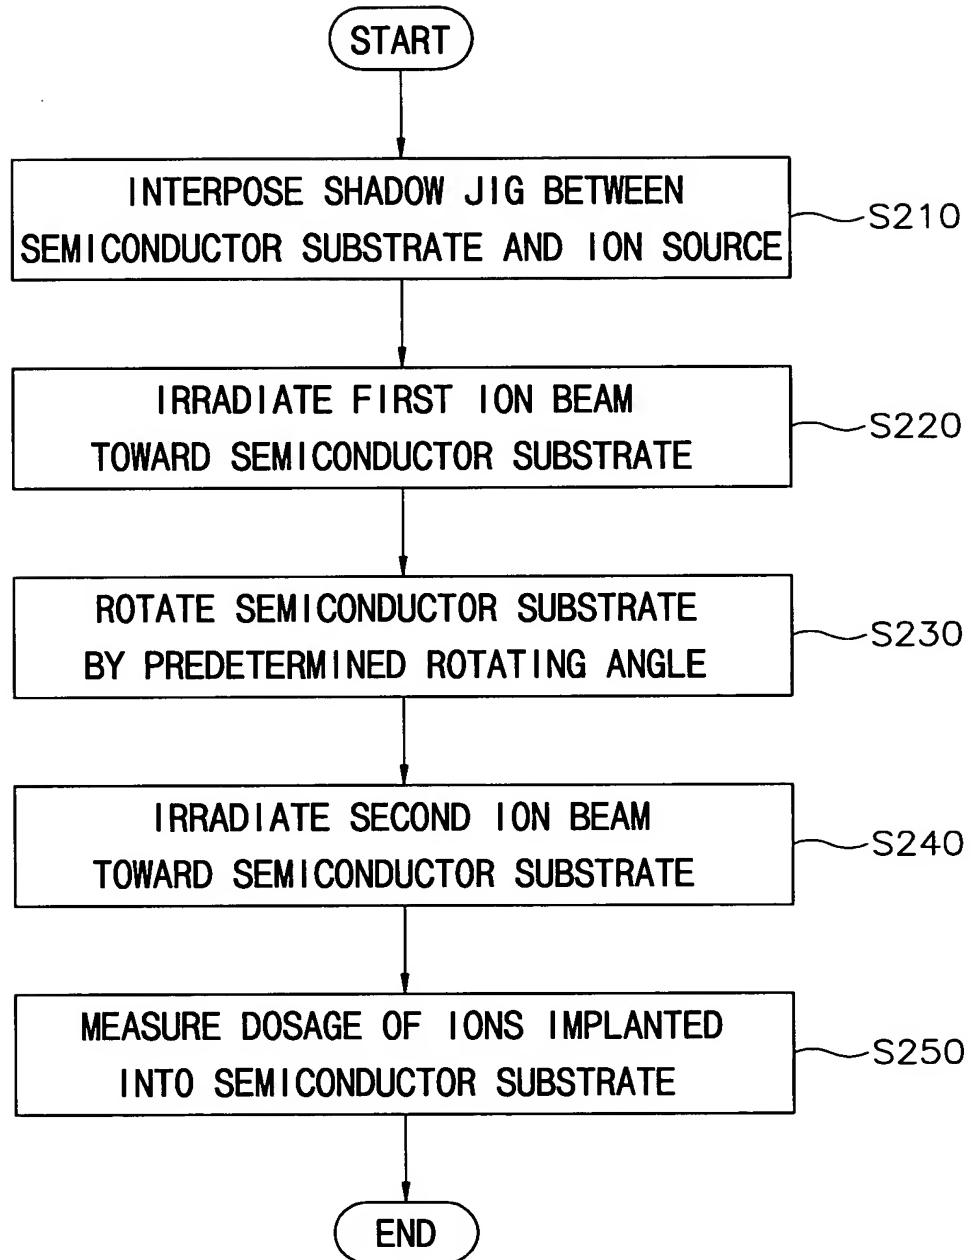 START
INTERPOSE SHADOW JIG BETWEEN
SEMICONDUCTOR SUBSTRATE AND ION SOURCE
S210
IRRADIATE FIRST ION BEAM
TOWARD SEMICONDUCTOR SUBSTRATE
S220
ROTATE SEMICONDUCTOR SUBSTRATE
BY PREDETERMINED ROTATING ANGLE
S230
IRRADIATE SECOND ION BEAM
TOWARD SEMICONDUCTOR SUBSTRATE
S240
MEASURE DOSAGE OF IONS IMPLANTED
INTO SEMICONDUCTOR SUBSTRATE
S250
END